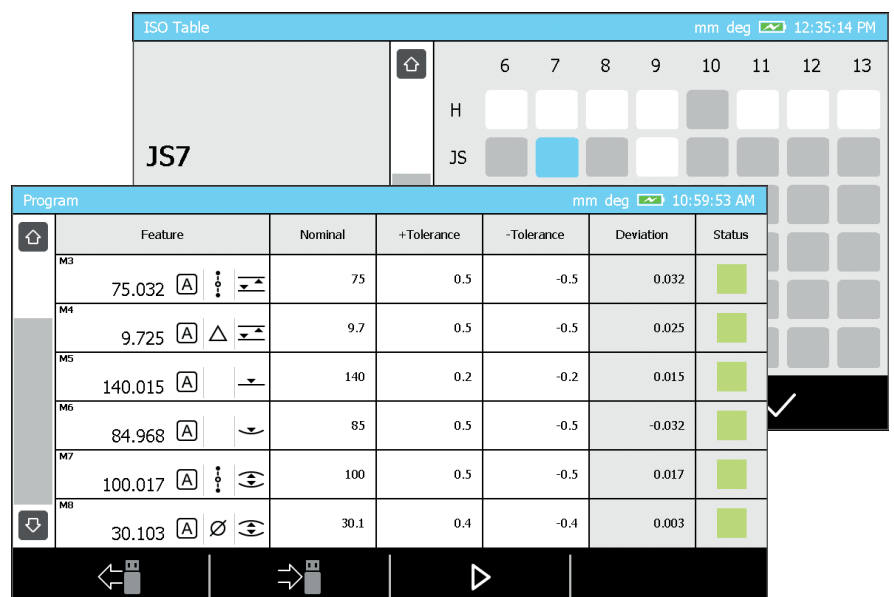 ISO Table mm deg 12:35:14 PM
6 7 8 9 10 11 12 13
H
JS7 JS
Program mm deg 10:59:53 AM
Feature Nominal +Tolerance -Tolerance Deviation Status
M3
75.032 A 75 0.5 -0.5 0.032
M4
9.725 A 9.7 0.5 -0.5 0.025
M5
140.015 A 140 0.2 -0.2 0.015
M6
84.968 A 85 0.5 -0.5 -0.032
M7
100.017 A 100 0.5 -0.5 0.017
M8
30.103 A Ø 30.1 0.4 -0.4 0.003